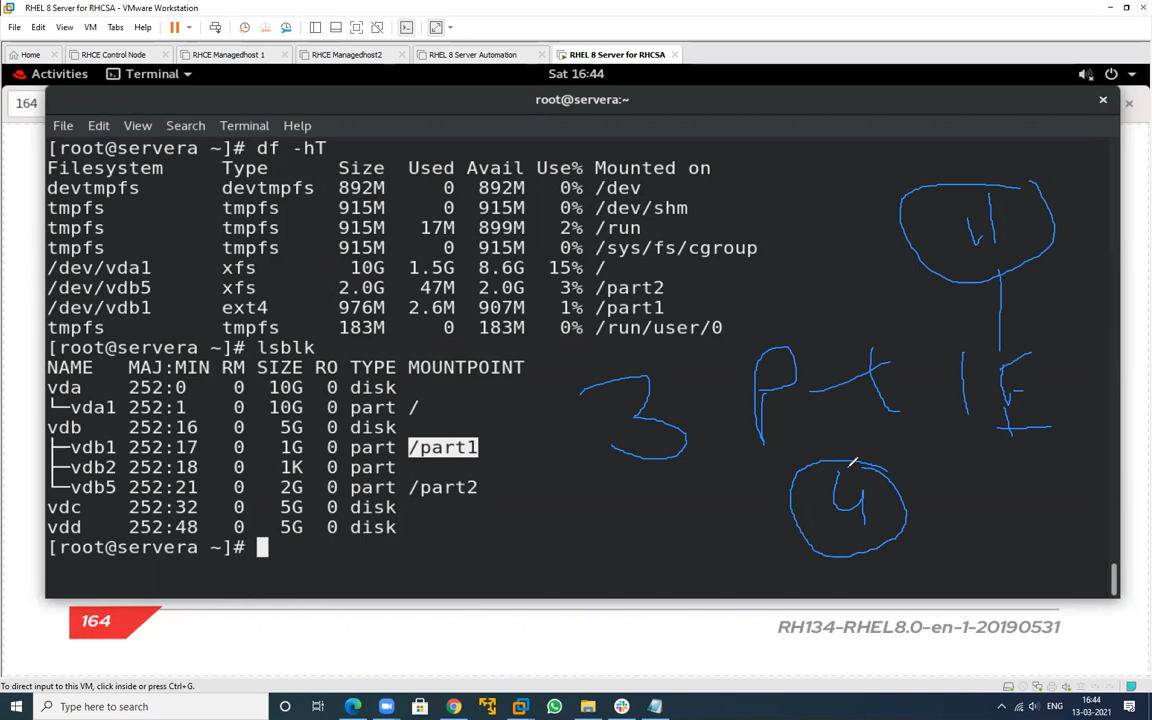 RHEL 8 Server for RHCSA - VMware Workstation
File Edit View VM Tabs Help
Home RHCE Control Node RHCE Managedhost 1 RHCE Managedhost2 RHEL 8 Server Automation RHEL 8 Server for RHCSA
Activities Terminal Sat 16:44
164
root@servera:~
File Edit View Search Terminal Help
[root@servera ~]# df -hT
Filesystem Type Size Used Avail Use% Mounted on
devtmpfs devtmpfs 892M 0 892M 0% /dev
tmpfs tmpfs 915M 0 915M 0% /dev/shm
tmpfs tmpfs 915M 17M 899M 2% /run
tmpfs tmpfs 915M 0 915M 0% /sys/fs/cgroup
/dev/vda1 xfs 10G 1.5G 8.6G 15% /
/dev/vdb5 xfs 2.0G 47M 2.0G 3% /part2
/dev/vdb1 ext4 976M 2.6M 907M 1% /part1
tmpfs tmpfs 183M 0 183M 0% /run/user/0
[root@servera ~]# lsblk
NAME MAJ:MIN RM SIZE RO TYPE MOUNTPOINT
vda 252:0 0 10G 0 disk
└─vda1 252:1 0 10G 0 part /
vdb 252:16 0 5G 0 disk
├─vdb1 252:17 0 1G 0 part /part1
├─vdb2 252:18 0 1K 0 part
└─vdb5 252:21 0 2G 0 part /part2
vdc 252:32 0 5G 0 disk
vdd 252:48 0 5G 0 disk
[root@servera ~]#
3 P + 1 E
4
164
RH134-RHEL8.0-en-1-20190531
To direct input to this VM, click inside or press Ctrl+G.
Type here to search
ENG
16:44
13-03-2021